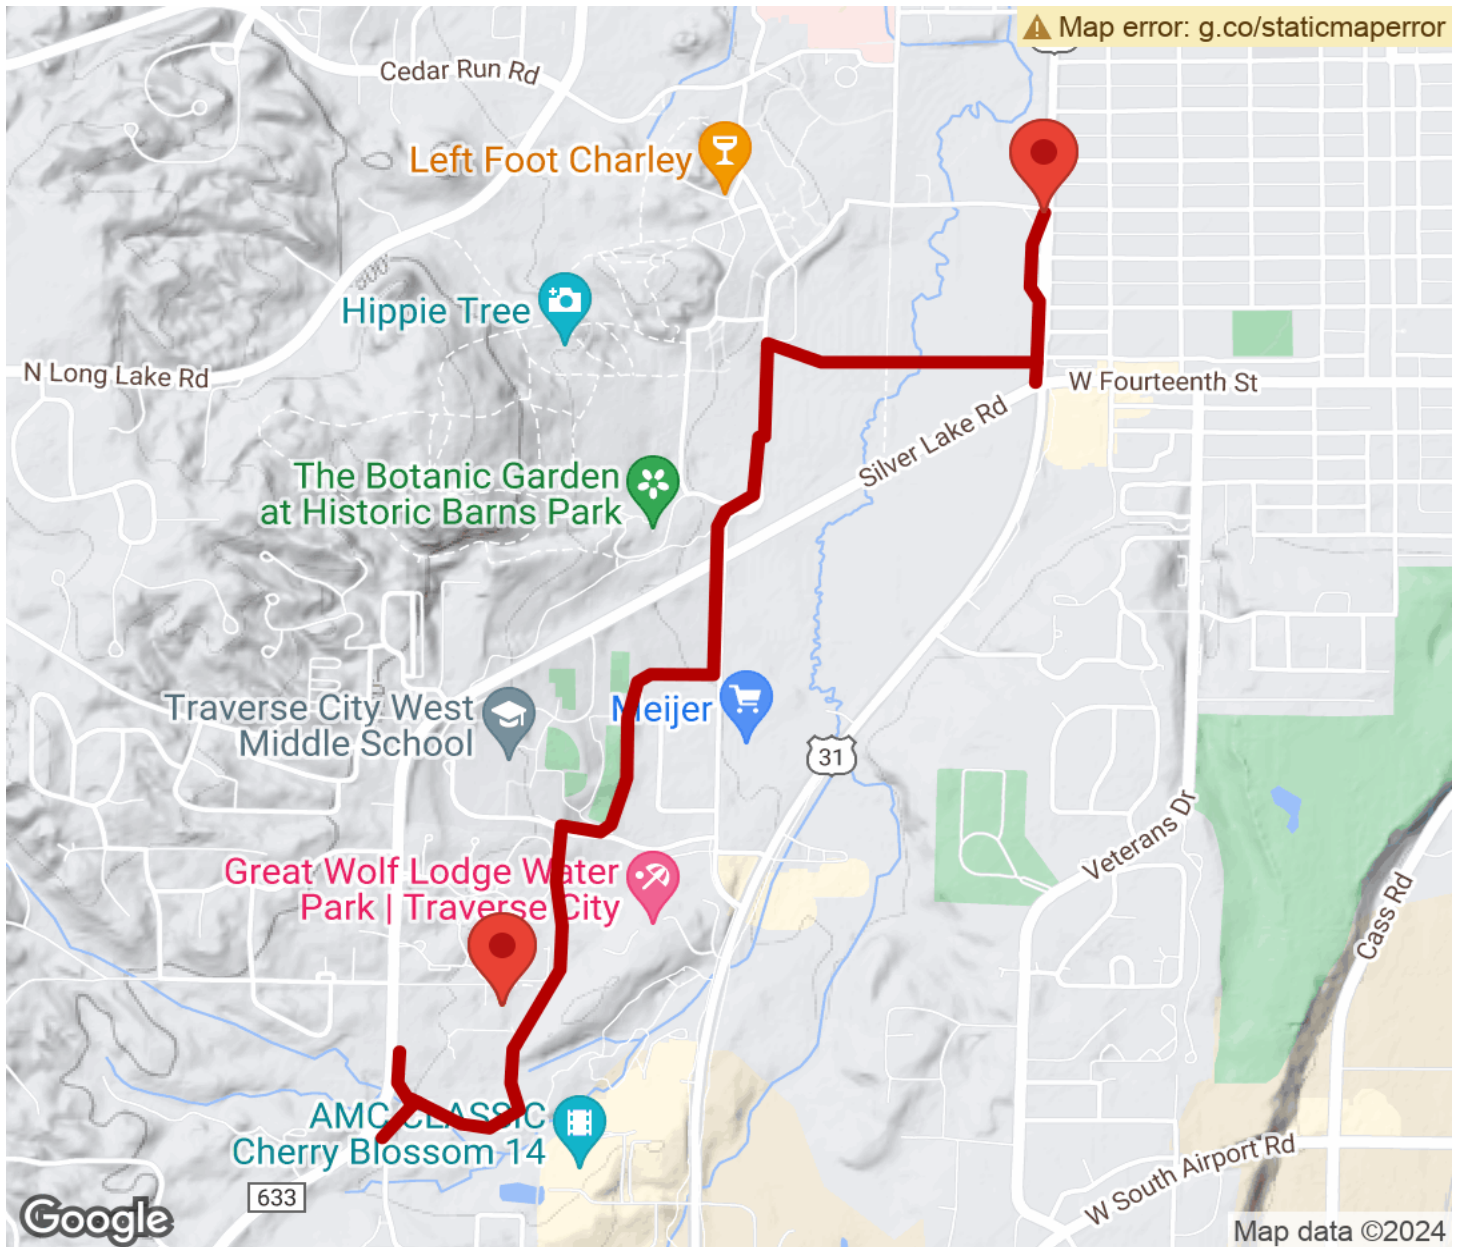 Map error: g.co/staticmaperror
Cedar Run Rd
Left Foot Charley
800
Hippie Tree
N Long Lake Rd
W Fourteenth St
Silver Lake Rd
The Botanic Garden
at Historic Barns Park
Traverse City West
Middle School
Meijer
31
Veterans Dr
Great Wolf Lodge Water
Park | Traverse City
Cass Rd
AMC CLASSIC
Cherry Blossom 14
W South Airport Rd
633
Google
Map data ©2024